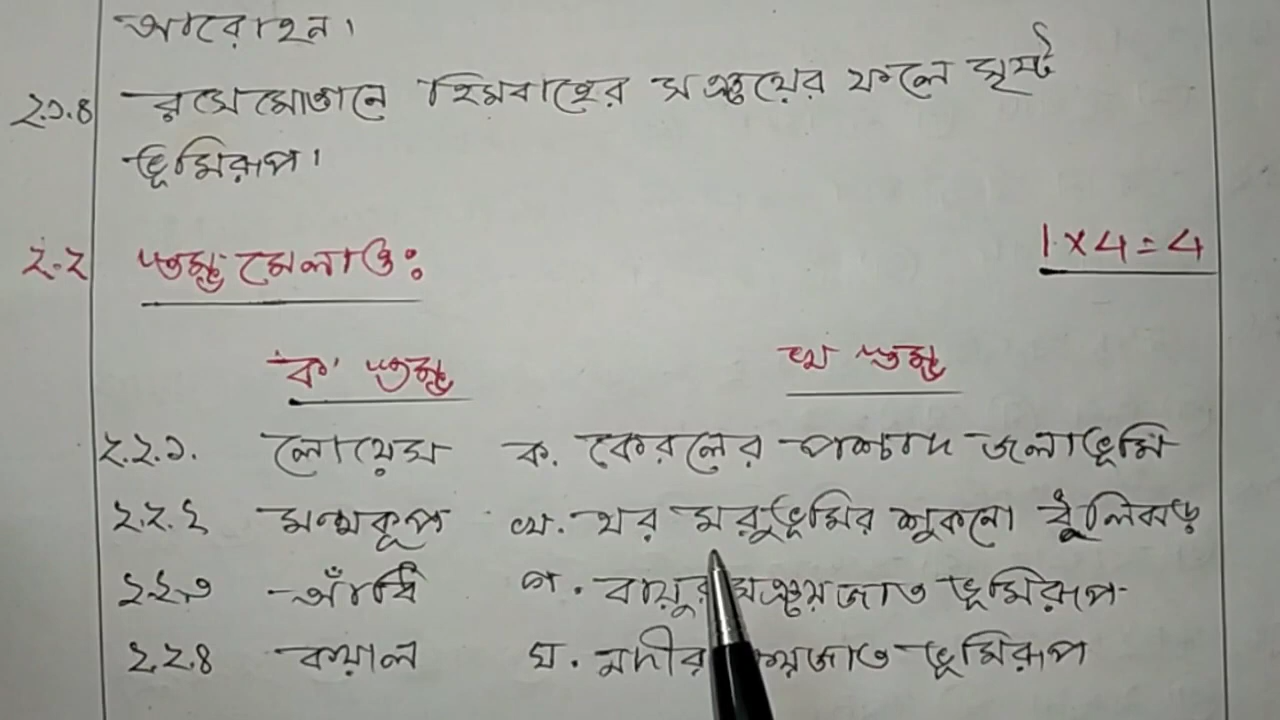 আরোহন।
২.১.৪ রসেমোতানে হিমবাহের সঞ্চয়ের ফলে সৃষ্ট
ভূমিরূপ।
২.২ স্তম্ভ মেলাও: 1×4=4
'ক' স্তম্ভ খ স্তম্ভ
২.২.১. লোয়েস ক. কেরলের পশ্চাদ জলাভূমি
২.২.২ মন্থকূপ খ. থর মরুভূমির শুকনো ধুলিঝড়
২.২.৩ আঁধি গ. বায়ুর সঞ্চয়জাত ভূমিরূপ
২.২.৪ কয়াল ঘ. নদীর ক্ষয়জাত ভূমিরূপ